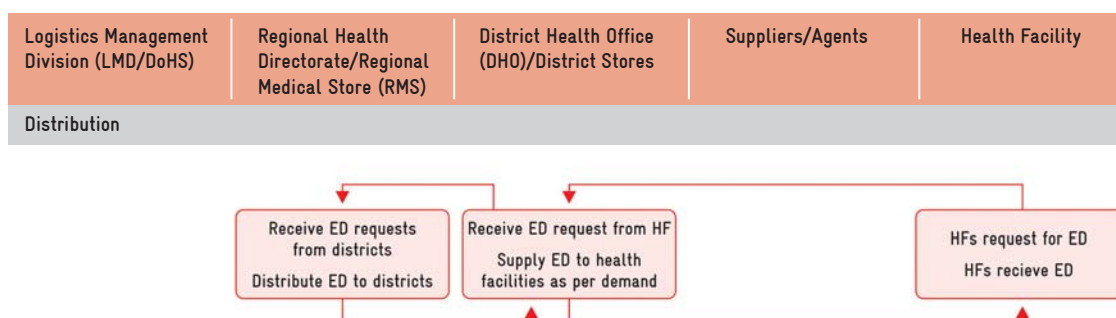 Logistics Management
Division (LMD/DoHS)
Regional Health
Directorate/Regional
Medical Store (RMS)
District Health Office
(DHO)/District Stores
Suppliers/Agents
Health Facility
Distribution
Receive ED requests
from districts
Distribute ED to districts
Receive ED request from HF
Supply ED to health
facilities as per demand
HFs request for ED
HFs recieve ED